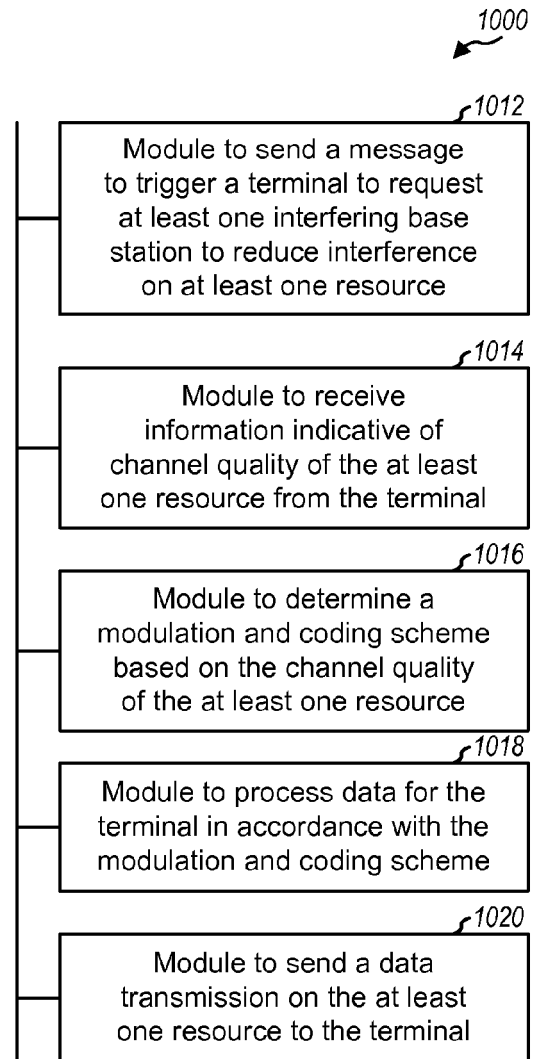 1000
1012
Module to send a message
to trigger a terminal to request
at least one interfering base
station to reduce interference
on at least one resource
1014
Module to receive
information indicative of
channel quality of the at least
one resource from the terminal
1016
Module to determine a
modulation and coding scheme
based on the channel quality
of the at least one resource
1018
Module to process data for the
terminal in accordance with the
modulation and coding scheme
1020
Module to send a data
transmission on the at least
one resource to the terminal